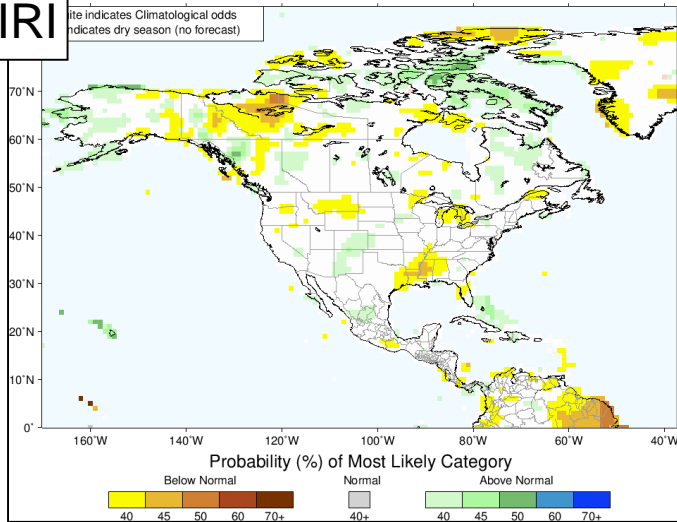 IRI
ite indicates Climatological odds
ndicates dry season (no forecast)
70°N
60°N
50°N
40°N
30°N
20°N
10°N
0°
160°W 140°W 120°W 100°W 80°W 60°W 40°W
Probability (%) of Most Likely Category
Below Normal Normal Above Normal
40 45 50 60 70+ 40+ 40 45 50 60 70+